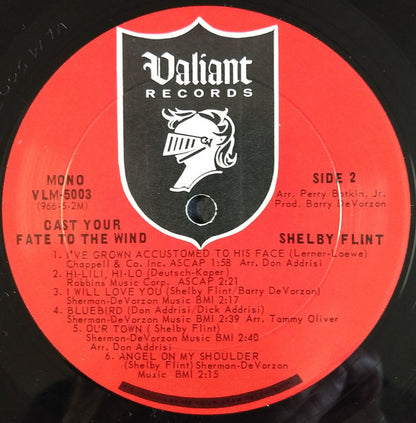 Valiant
RECORDS
MONO
VLM-5003
(966-5-2M)
SIDE 2
Arr. Perry Botkin, Jr.
Prod. Barry DeVorzon
CAST YOUR
FATE TO THE WIND
SHELBY FLINT
1. I'VE GROWN ACCUSTOMED TO HIS FACE (Lerner-Loewe)
Chappell & Co. Inc. ASCAP 1:58 Arr. Don Addrisi
2. HI-LILI, HI-LO (Deutsch-Kaper)
Robbins Music Corp. ASCAP 2:21
3. I WILL LOVE YOU (Shelby Flint/Barry DeVorzon)
Sherman-DeVorzon Music BMI 2:17
4. BLUEBIRD (Don Addrisi/Dick Addrisi)
Sherman-DeVorzon Music BMI 2:39 Arr. Tammy Oliver
5. OUR TOWN ( Shelby Flint)
Sherman-DeVorzon Music BMI 2:40
Arr. Don Addrisi
6. ANGEL ON MY SHOULDER
(Shelby Flint) Sherman-DeVorzon
Music BMI 2:15